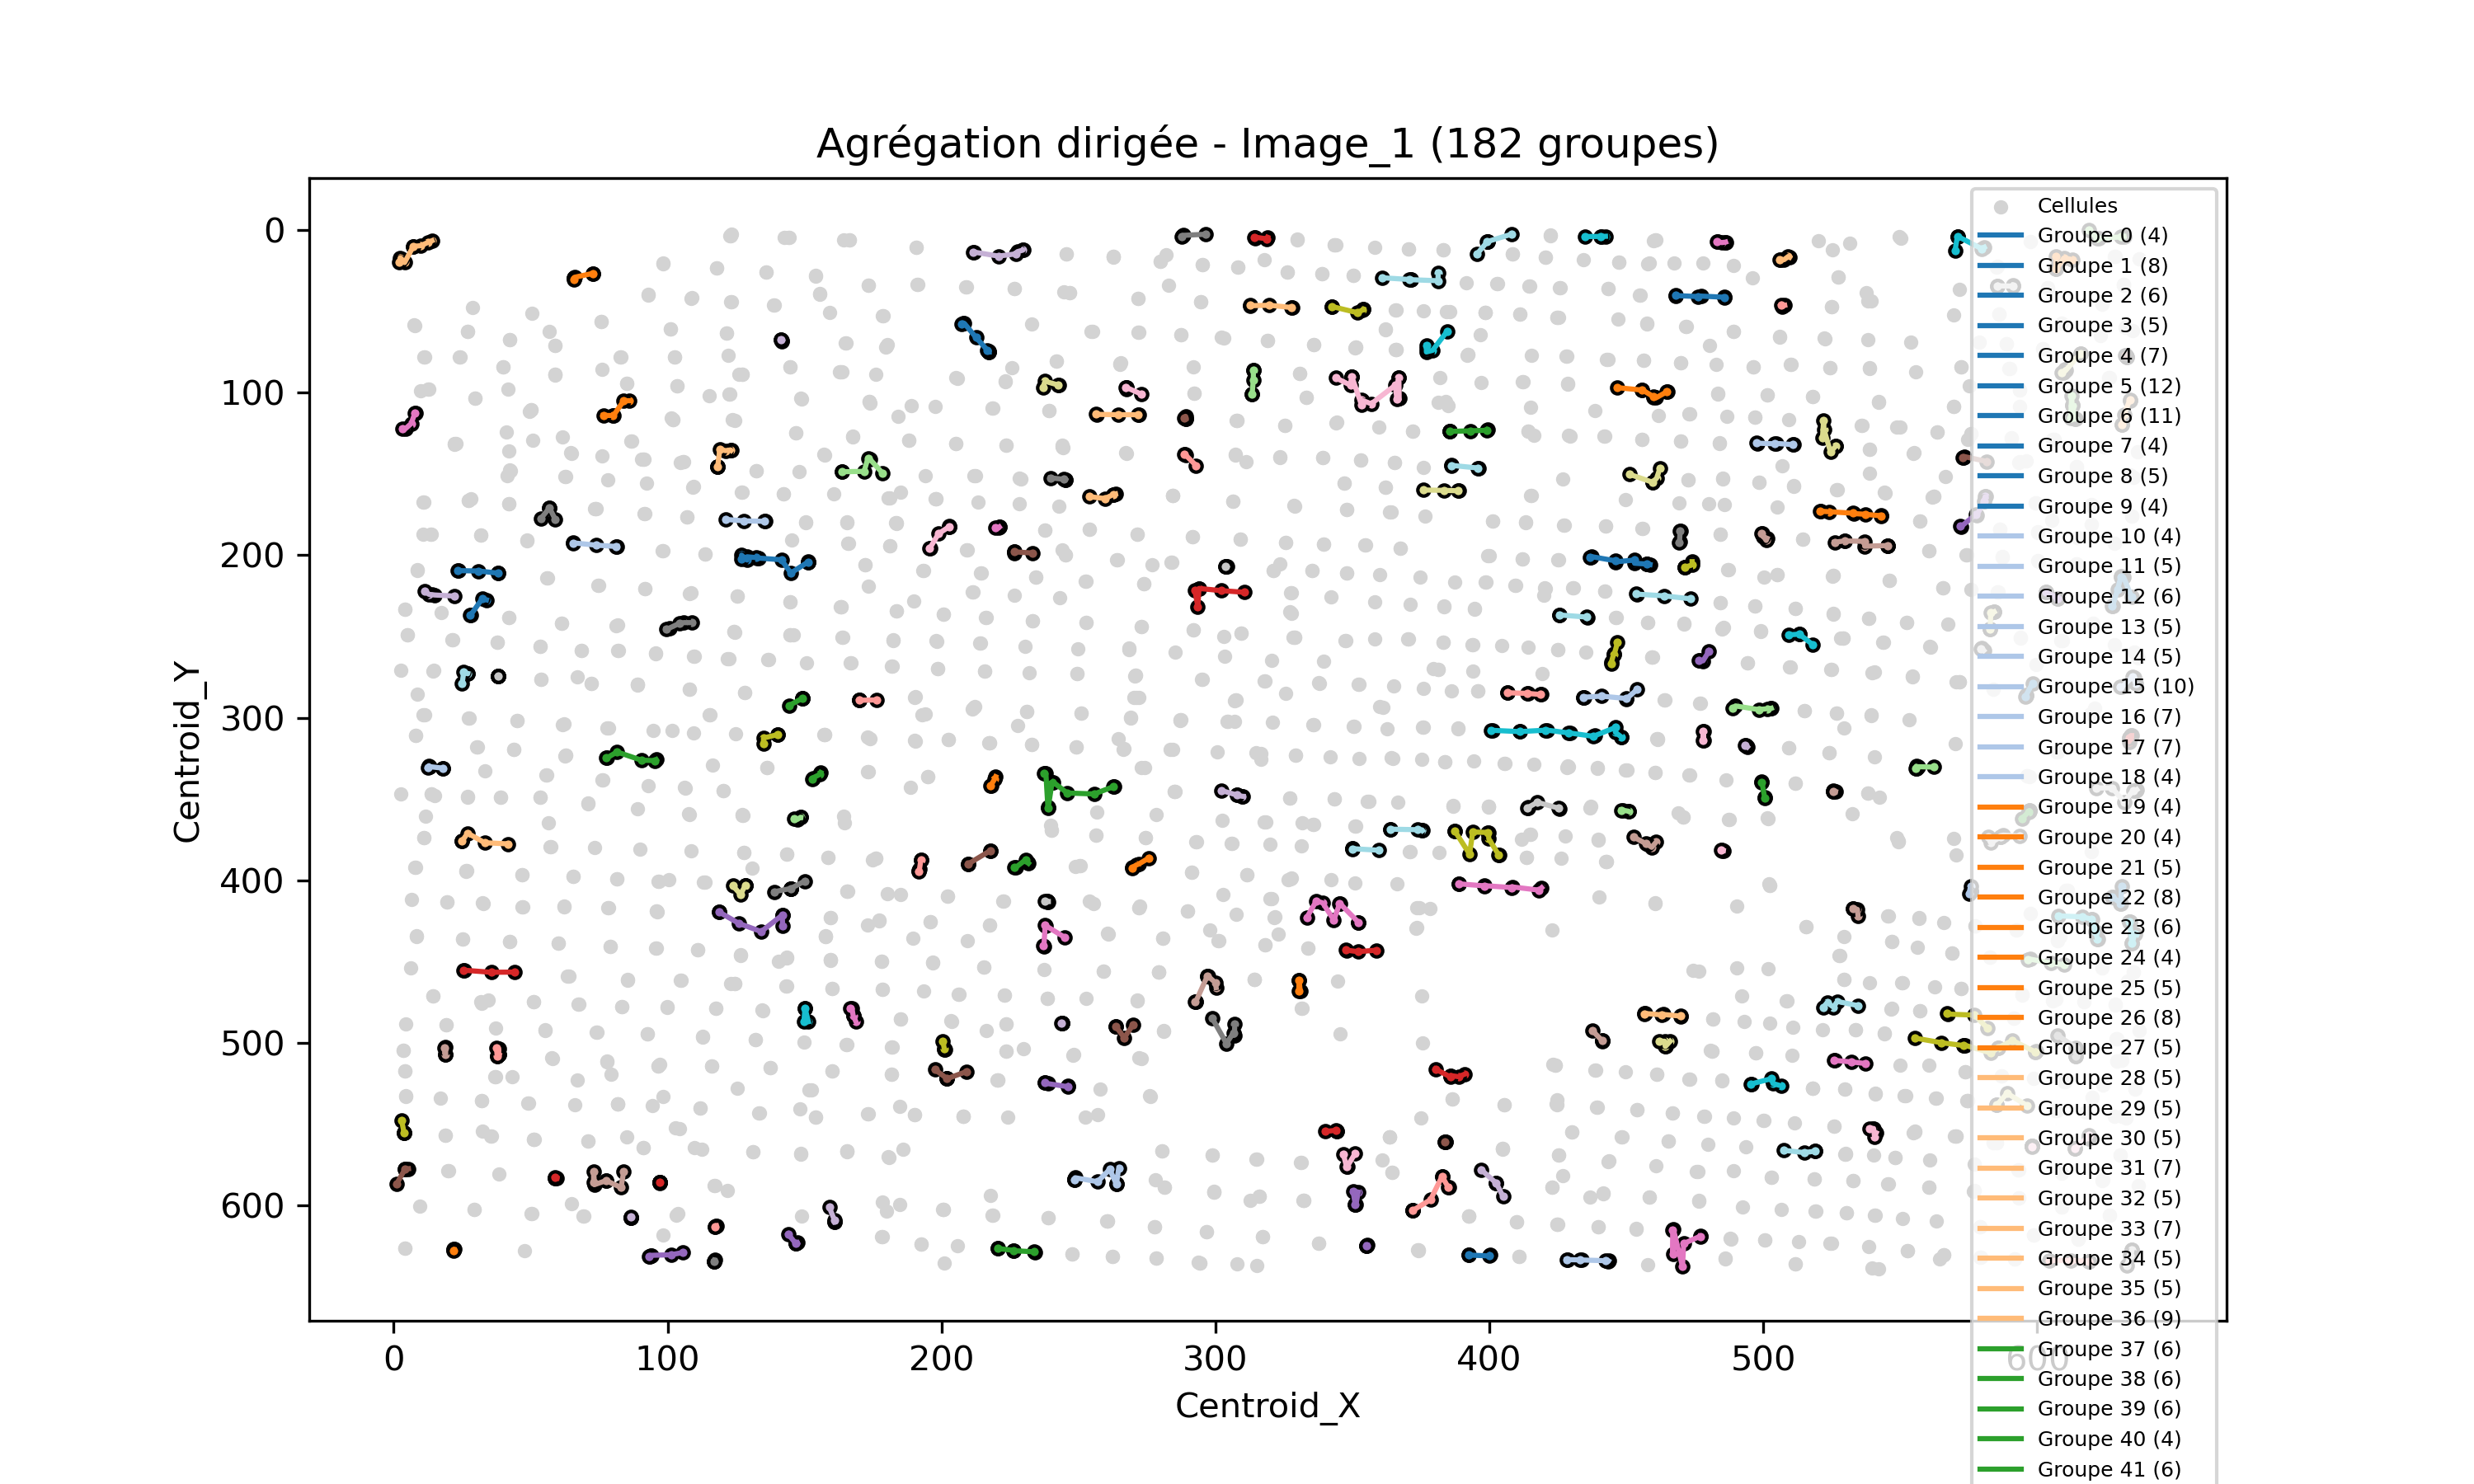 Agrégation dirigée - Image_1 (182 groupes)
Centroid_Y
0
100
200
300
400
500
600
0
100
200
300
400
500
600
Centroid_X
Cellules
Groupe 0 (4)
Groupe 1 (8)
Groupe 2 (6)
Groupe 3 (5)
Groupe 4 (7)
Groupe 5 (12)
Groupe 6 (11)
Groupe 7 (4)
Groupe 8 (5)
Groupe 9 (4)
Groupe 10 (4)
Groupe 11 (5)
Groupe 12 (6)
Groupe 13 (5)
Groupe 14 (5)
Groupe 15 (10)
Groupe 16 (7)
Groupe 17 (7)
Groupe 18 (4)
Groupe 19 (4)
Groupe 20 (4)
Groupe 21 (5)
Groupe 22 (8)
Groupe 23 (6)
Groupe 24 (4)
Groupe 25 (5)
Groupe 26 (8)
Groupe 27 (5)
Groupe 28 (5)
Groupe 29 (5)
Groupe 30 (5)
Groupe 31 (7)
Groupe 32 (5)
Groupe 33 (7)
Groupe 34 (5)
Groupe 35 (5)
Groupe 36 (9)
Groupe 37 (6)
Groupe 38 (6)
Groupe 39 (6)
Groupe 40 (4)
Groupe 41 (6)